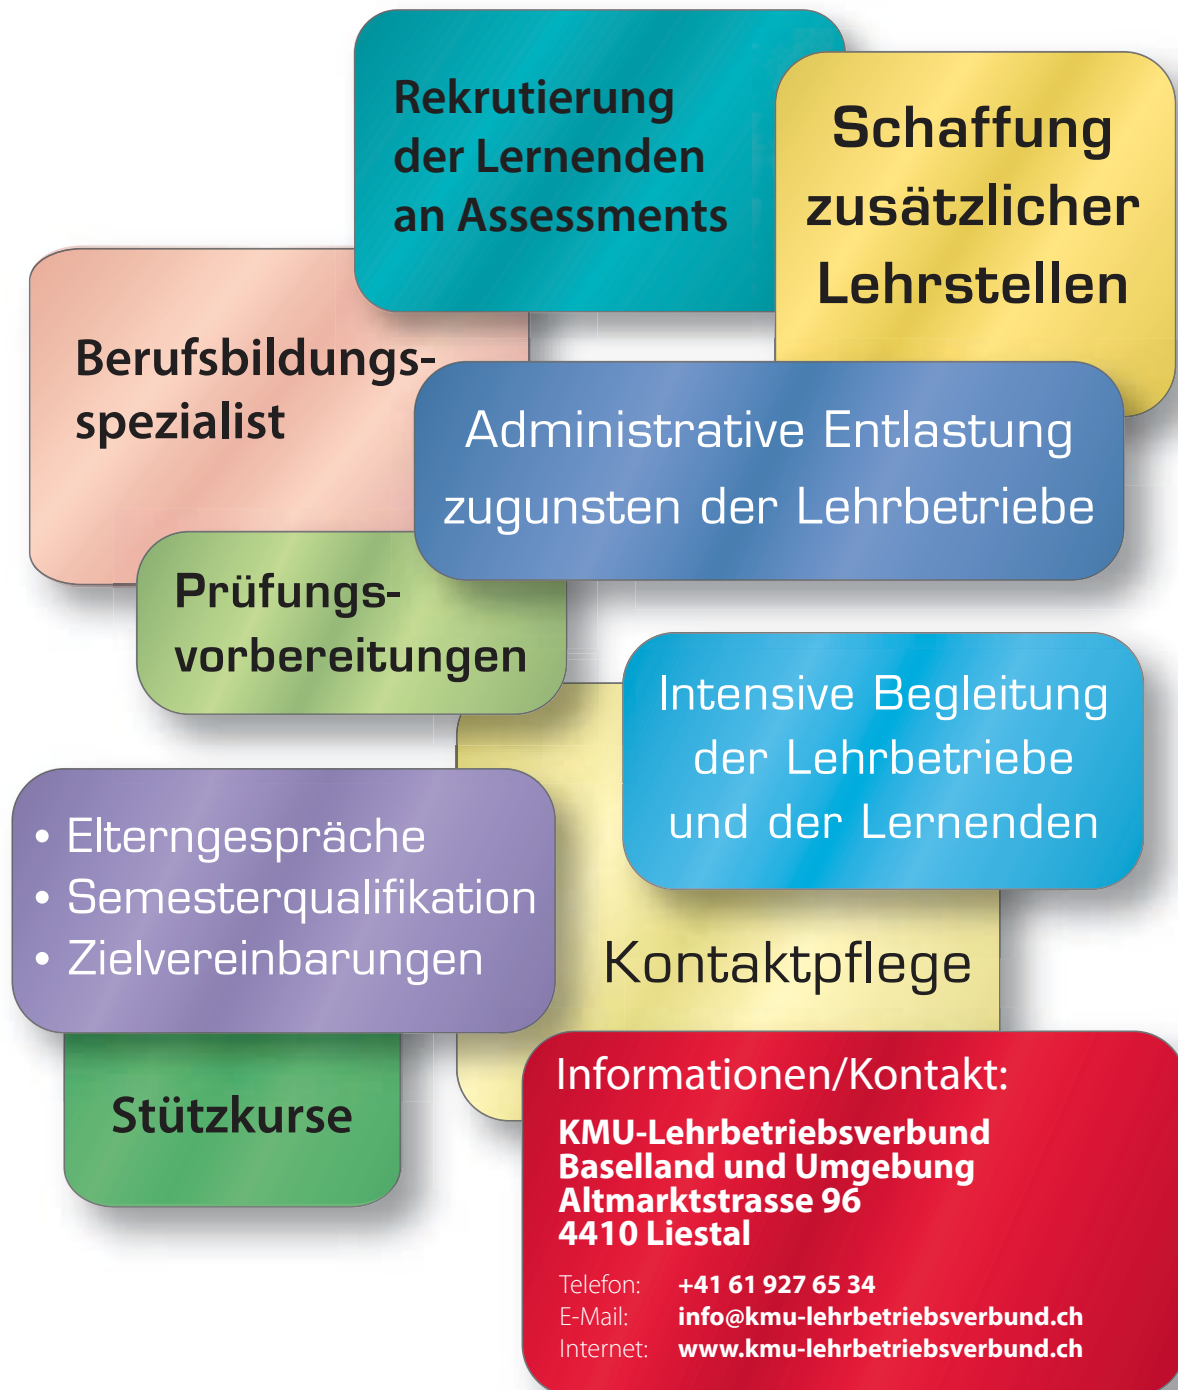 Rekrutierung
der Lernenden
an Assessments
Schaffung
zusätzlicher
Lehrstellen
Berufsbildungs-
spezialist
Administrative Entlastung
zugunsten der Lehrbetriebe
Prüfungs-
vorbereitungen
Intensive Begleitung
der Lehrbetriebe
und der Lernenden
• Elterngespräche
• Semesterqualifikation
• Zielvereinbarungen
Kontaktpflege
Stützkurse
Informationen/Kontakt:
KMU-Lehrbetriebsverbund
Baselland und Umgebung
Altmarktstrasse 96
4410 Liestal
Telefon: +41 61 927 65 34
E-Mail: info@kmu-lehrbetriebsverbund.ch
Internet: www.kmu-lehrbetriebsverbund.ch